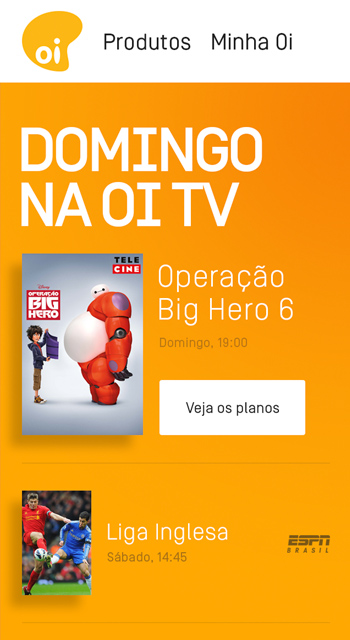 oi
Produtos Minha Oi
DOMINGO
NA OI TV
TELE
CINE
Disney
OPERAÇÃO
BIG
HERO
Operação
Big Hero 6
Domingo, 19:00
Veja os planos
Liga Inglesa
Sábado, 14:45
ESPN
BRASIL